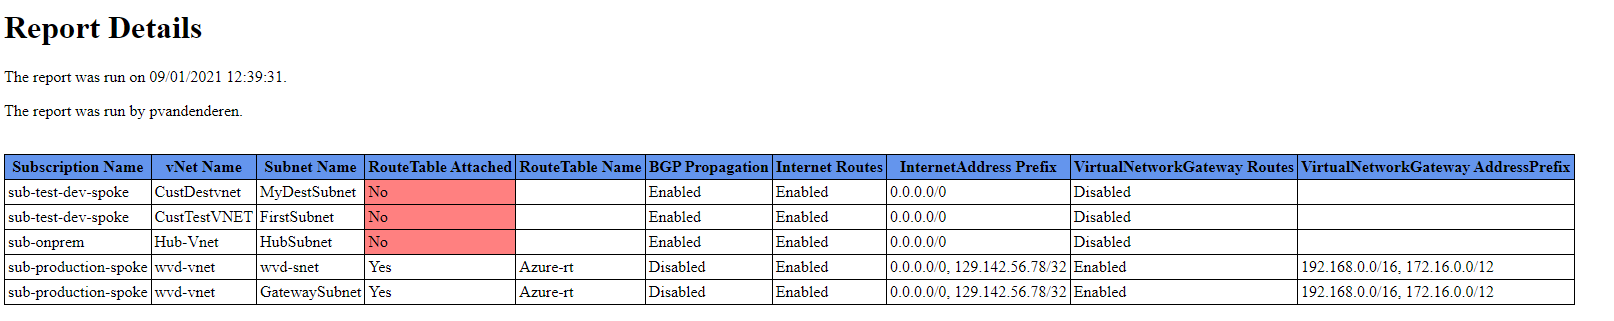 Report Details
The report was run on 09/01/2021 12:39:31.
The report was run by pvandenderen.
Subscription Name vNet Name Subnet Name RouteTable Attached RouteTable Name BGP Propagation Internet Routes InternetAddress Prefix VirtualNetworkGateway Routes VirtualNetworkGateway AddressPrefix
sub-test-dev-spoke CustDestvnet MyDestSubnet No Enabled Enabled 0.0.0.0/0 Disabled
sub-test-dev-spoke CustTestVNET FirstSubnet No Enabled Enabled 0.0.0.0/0 Disabled
sub-onprem Hub-Vnet HubSubnet No Enabled Enabled 0.0.0.0/0 Disabled
sub-production-spoke wvd-vnet wvd-snet Yes Azure-rt Disabled Enabled 0.0.0.0/0, 129.142.56.78/32 Enabled 192.168.0.0/16, 172.16.0.0/12
sub-production-spoke wvd-vnet GatewaySubnet Yes Azure-rt Disabled Enabled 0.0.0.0/0, 129.142.56.78/32 Enabled 192.168.0.0/16, 172.16.0.0/12